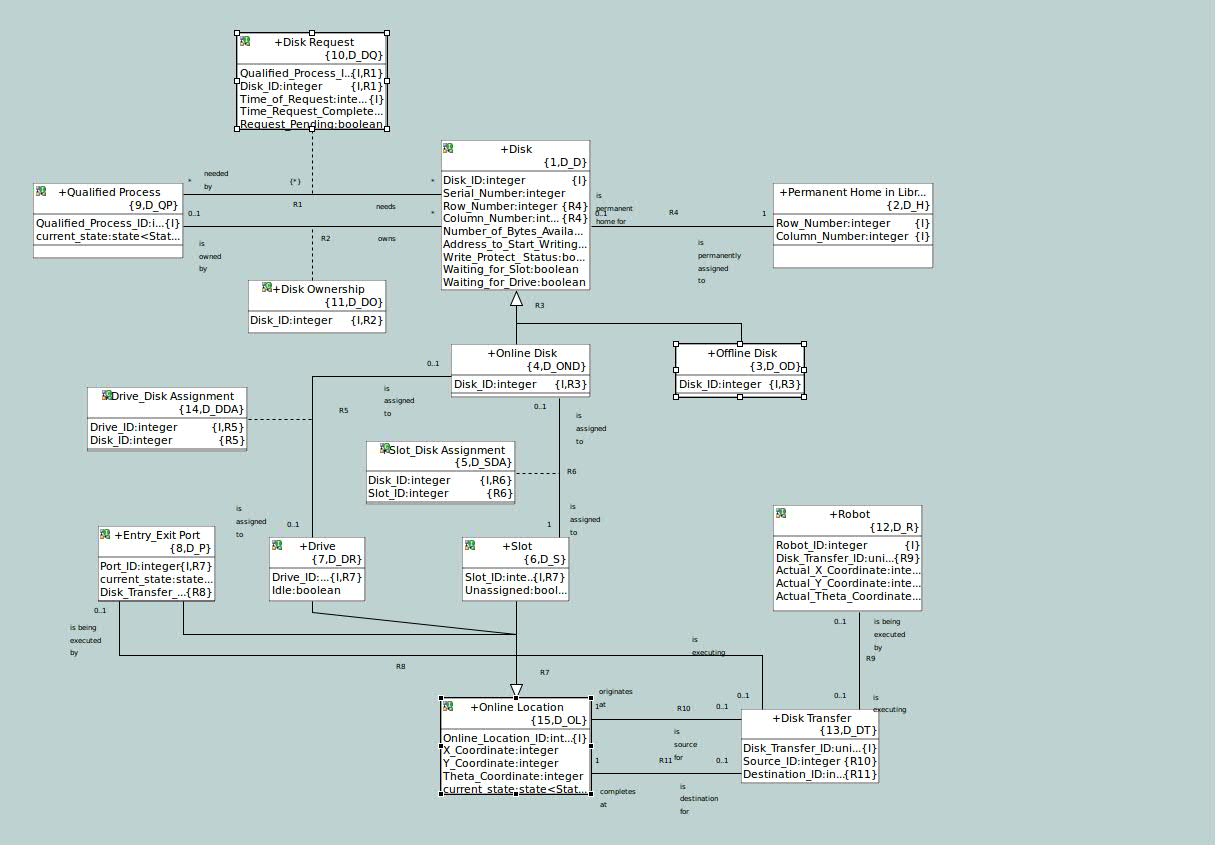 +Disk Request
{10,D_DQ}
Qualified_Process_I...{I,R1}
Disk_ID:integer {I,R1}
Time_of_Request:inte...{I}
Time_Request_Complete...
Request_Pending:boolean
+Disk
{1,D_D}
Disk_ID:integer {I}
Serial_Number:integer
Row_Number:integer {R4}
Column_Number:int... {R4}
Number_of_Bytes_Availa...
Address_to_Start_Writing...
Write_Protect_Status:bo...
Waiting_for_Slot:boolean
Waiting_for_Drive:boolean
+Qualified Process
{9,D_QP}
Qualified_Process_ID:i...{I}
current_state:state<Stat...
*
needed
by
{*}
*
R1
needs
0..1
*
R2
owns
is
owned
by
is
permanent
home for
0..1
R4
1
is
permanently
assigned
to
+Permanent Home in Libr...
{2,D_H}
Row_Number:integer {I}
Column_Number:integer {I}
+Disk Ownership
{11,D_DO}
Disk_ID:integer {I,R2}
R3
+Online Disk
{4,D_OND}
Disk_ID:integer {I,R3}
+Offline Disk
{3,D_OD}
Disk_ID:integer {I,R3}
0..1
is
assigned
to
R5
+Drive_Disk Assignment
{14,D_DDA}
Drive_ID:integer {I,R5}
Disk_ID:integer {R5}
0..1
is
assigned
to
+Slot_Disk Assignment
{5,D_SDA}
Disk_ID:integer {I,R6}
Slot_ID:integer {R6}
R6
is
assigned
to
0..1
is
assigned
to
1
+Entry_Exit Port
{8,D_P}
Port_ID:integer{I,R7}
current_state:state...
Disk_Transfer_...{R8}
+Drive
{7,D_DR}
Drive_ID:...{I,R7}
Idle:boolean
+Slot
{6,D_S}
Slot_ID:inte..{I,R7}
Unassigned:bool...
+Robot
{12,D_R}
Robot_ID:integer {I}
Disk_Transfer_ID:uni...{R9}
Actual_X_Coordinate:inte...
Actual_Y_Coordinate:inte...
Actual_Theta_Coordinate...
0..1
is being
executed
by
R8
R7
is
executing
0..1
0..1
is being
executed
by
R9
0..1
is
executing
+Online Location
{15,D_OL}
Online_Location_ID:int...{I}
X_Coordinate:integer
Y_Coordinate:integer
Theta_Coordinate:integer
current_state:state<Stat...
originates
at
1
R10
0..1
is
source
for
1
R11
0..1
completes
at
is
destination
for
+Disk Transfer
{13,D_DT}
Disk_Transfer_ID:uni...{I}
Source_ID:integer {R10}
Destination_ID:in...{R11}